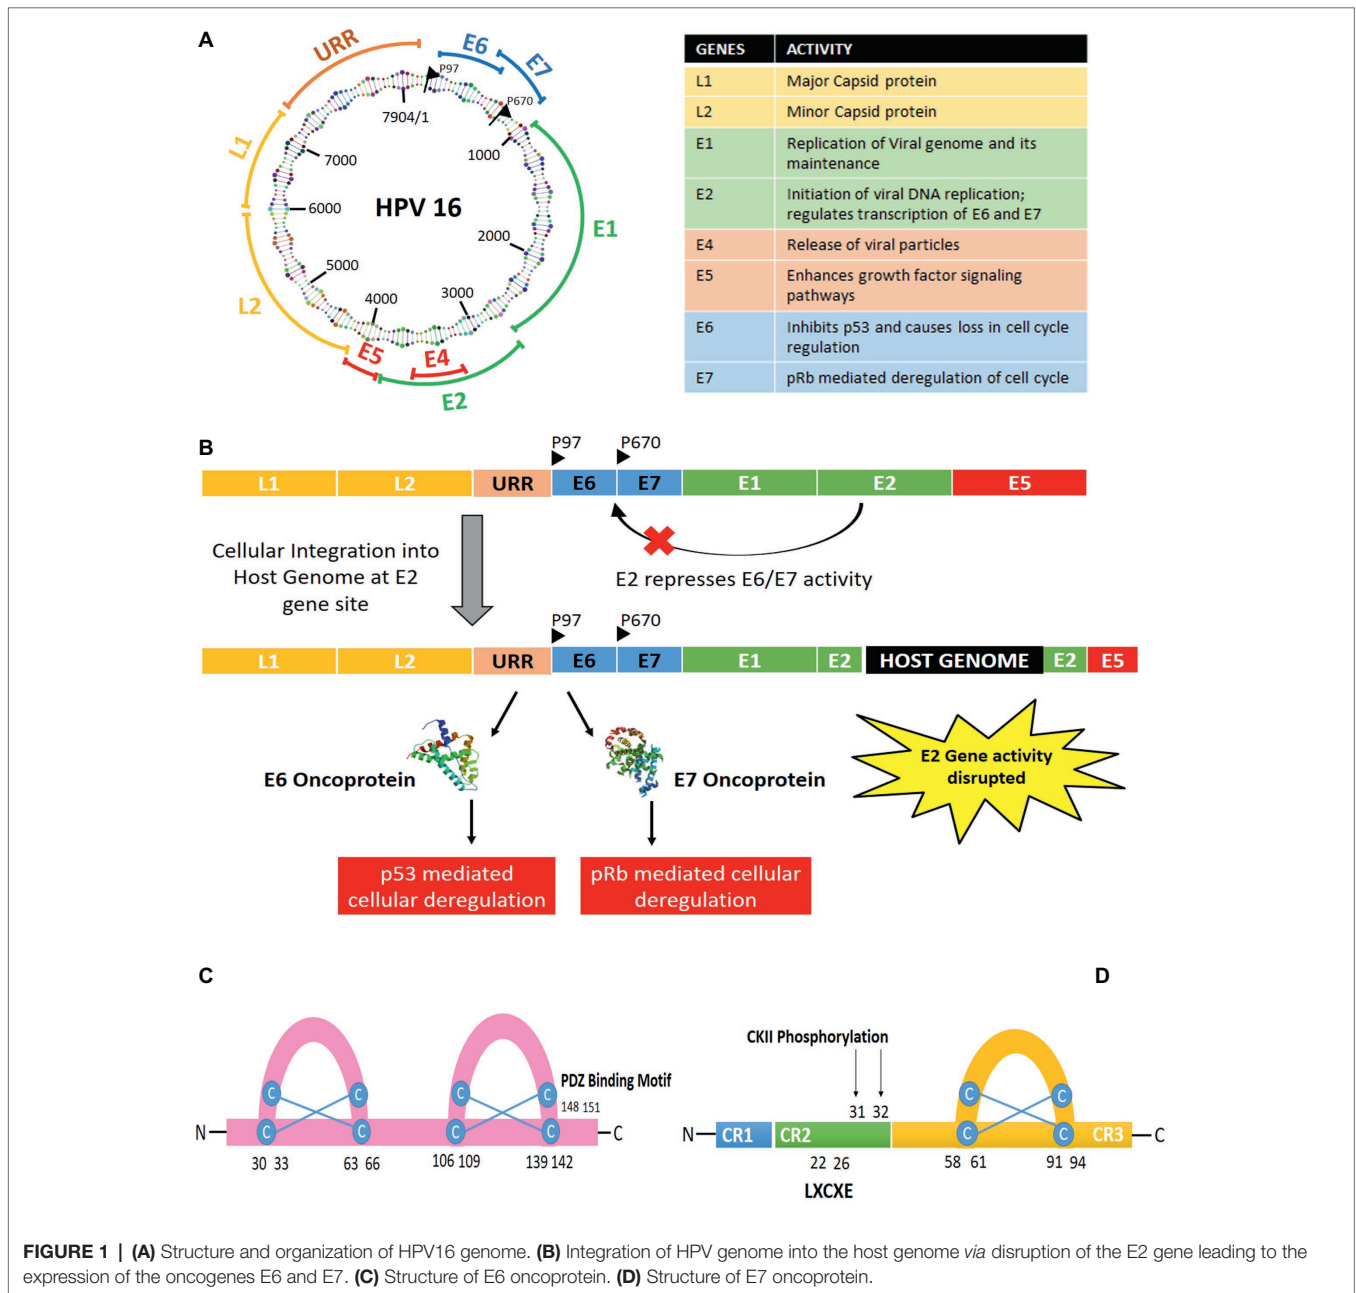 A
URR
E6
E7
P97
P670
7904/1
1000
L1
7000
HPV 16
6000
E1
2000
5000
4000
3000
L2
E5
E4
E2
GENES ACTIVITY
L1 Major Capsid protein
L2 Minor Capsid protein
E1 Replication of Viral genome and its
maintenance
E2 Initiation of viral DNA replication;
regulates transcription of E6 and E7
E4 Release of viral particles
E5 Enhances growth factor signaling
pathways
E6 Inhibits p53 and causes loss in cell cycle
regulation
E7 pRb mediated deregulation of cell cycle
B
P97 P670
L1 L2 URR E6 E7 E1 E2 E5
Cellular Integration into
Host Genome at E2
gene site
E2 represses E6/E7 activity
P97 P670
L1 L2 URR E6 E7 E1 E2 HOST GENOME E2 E5
E6 Oncoprotein
E7 Oncoprotein
E2 Gene activity
disrupted
p53 mediated
cellular deregulation
pRb mediated cellular
deregulation
C
PDZ Binding Motif
148 151
C C C C
N C C C C C
30 33 63 66 106 109 139 142
D
CKII Phosphorylation
31 32
C C
N CR1 CR2 C C CR3 C
22 26 58 61 91 94
LXCXE
FIGURE 1 | (A) Structure and organization of HPV16 genome. (B) Integration of HPV genome into the host genome via disruption of the E2 gene leading to the
expression of the oncogenes E6 and E7. (C) Structure of E6 oncoprotein. (D) Structure of E7 oncoprotein.